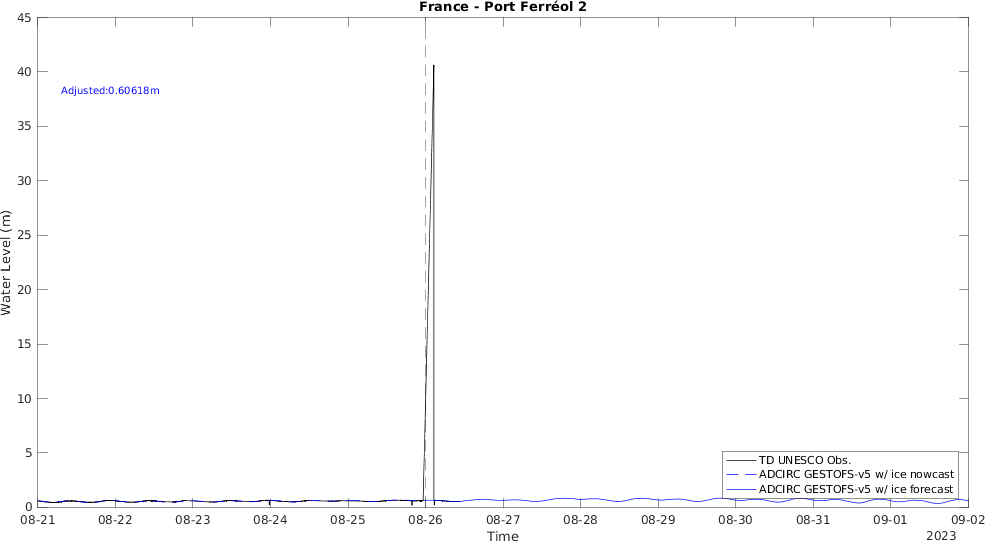 France - Port Ferréol 2
45
40
35
30
25
20
15
10
5
0
Water Level (m)
Adjusted:0.60618m
TD UNESCO Obs.
ADCIRC GESTOFS-v5 w/ ice nowcast
ADCIRC GESTOFS-v5 w/ ice forecast
08-21 08-22 08-23 08-24 08-25 08-26 08-27 08-28 08-29 08-30 08-31 09-01 09-02
Time
2023